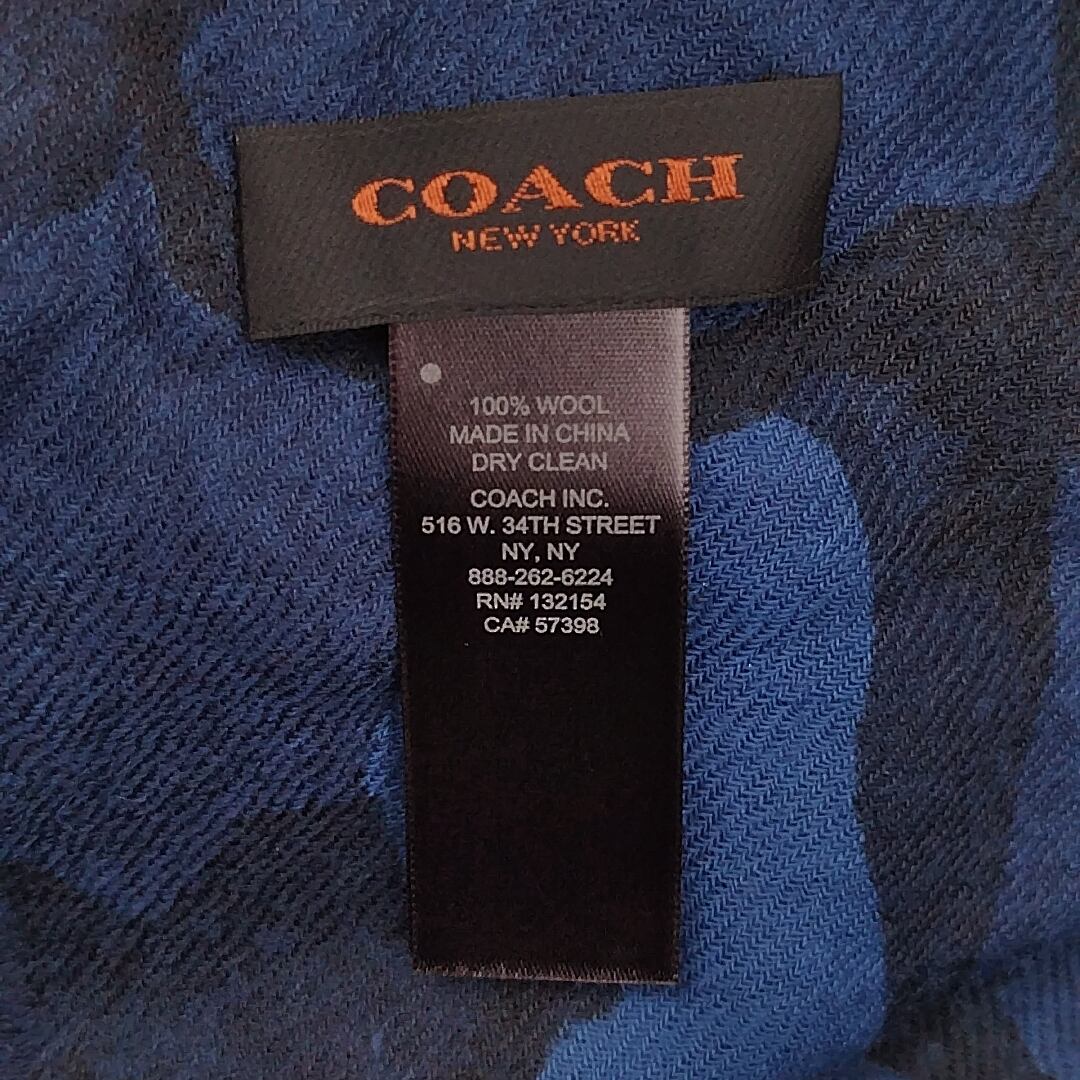 COACH
NEW YORK
100% WOOL
MADE IN CHINA
DRY CLEAN
COACH INC.
516 W. 34TH STREET
NY, NY
888-262-6224
RN# 132154
CA# 57398